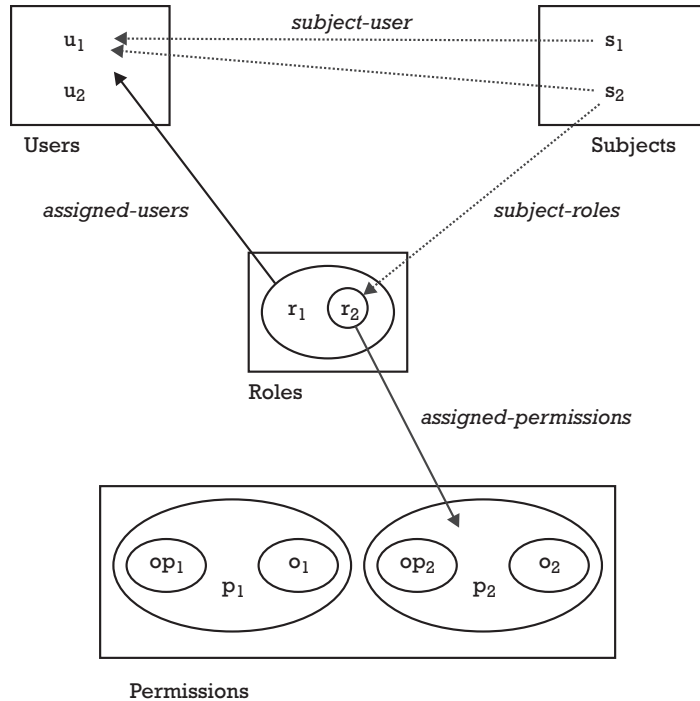 subject-user
u1
s1
u2
s2
Users
Subjects
assigned-users
subject-roles
r1
r2
Roles
assigned-permissions
op1
o1
op2
o2
p1
p2
Permissions